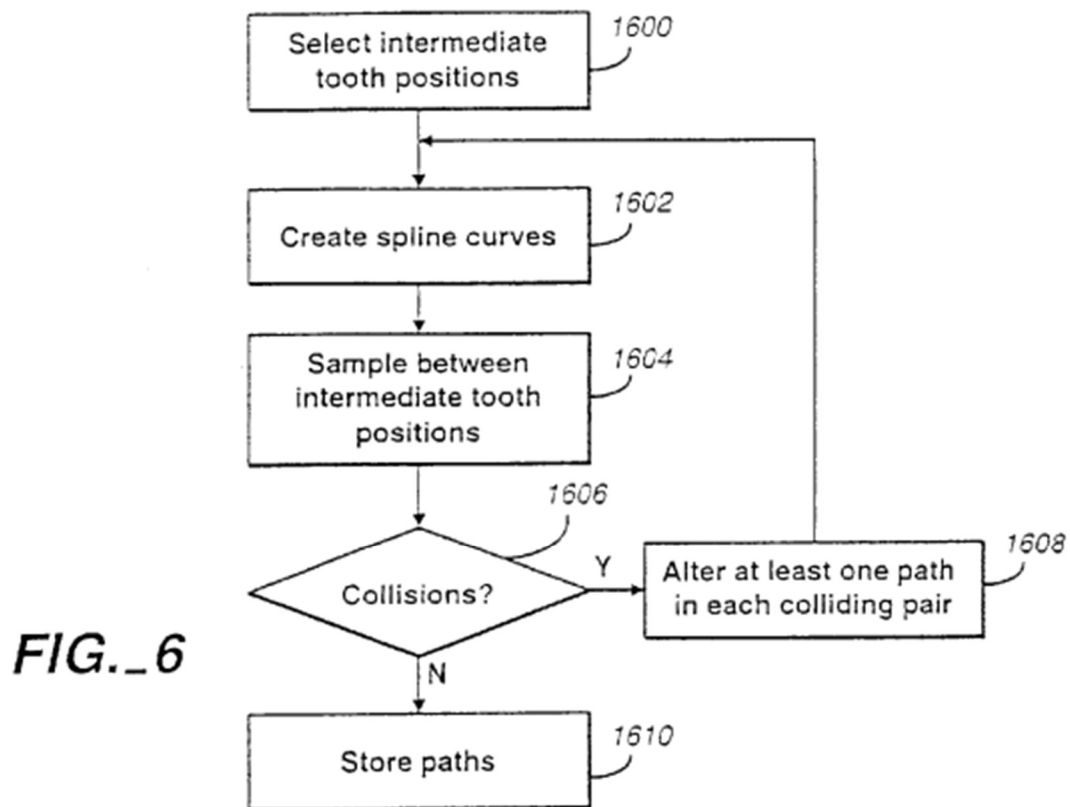 1600
Select intermediate
tooth positions
1602
Create spline curves
1604
Sample between
intermediate tooth
positions
1606
Collisions?
Y
1608
Alter at least one path
in each colliding pair
FIG._6
N
1610
Store paths